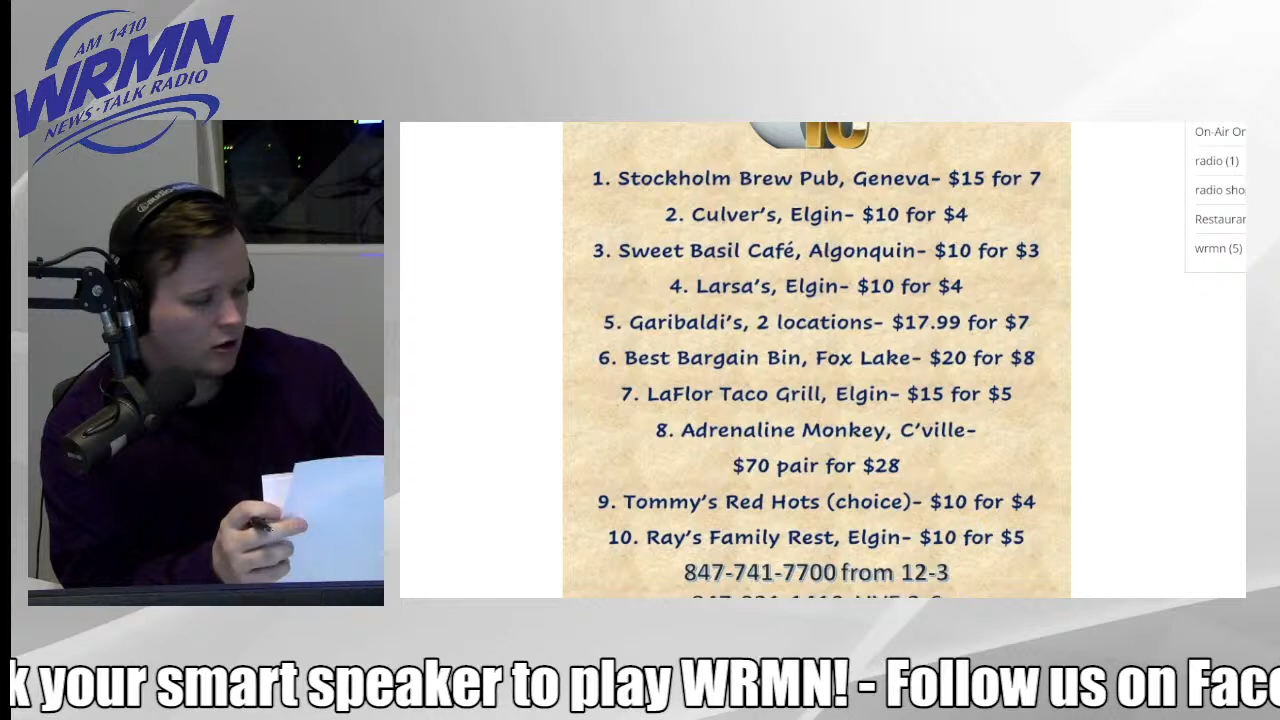 AM 1410
WRMN
NEWS·TALK RADIO
10
1. Stockholm Brew Pub, Geneva- $15 for 7
2. Culver's, Elgin- $10 for $4
3. Sweet Basil Café, Algonquin- $10 for $3
4. Larsa's, Elgin- $10 for $4
5. Garibaldi's, 2 locations- $17.99 for $7
6. Best Bargain Bin, Fox Lake- $20 for $8
7. LaFlor Taco Grill, Elgin- $15 for $5
8. Adrenaline Monkey, C'ville-
$70 pair for $28
9. Tommy's Red Hots (choice)- $10 for $4
10. Ray's Family Rest, Elgin- $10 for $5
847-741-7700 from 12-3
On-Air Or
radio (1)
radio sho
Restaurar
wrmn (5)
k your smart speaker to play WRMN! - Follow us on Face